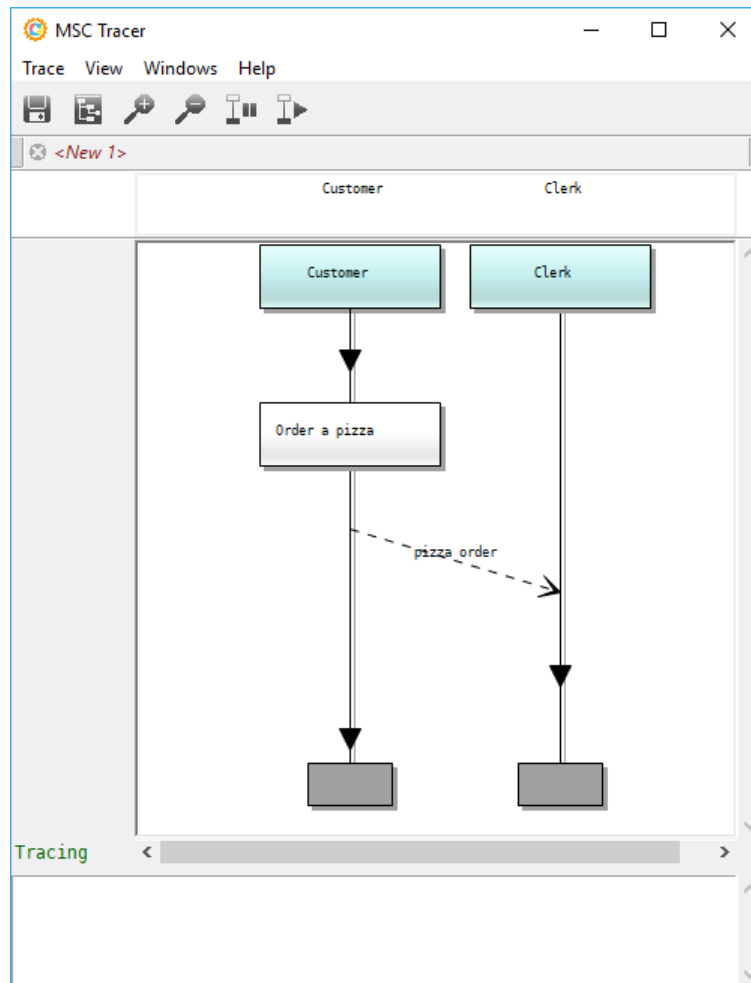 MSC Tracer
Trace View Windows Help
<New 1>
Customer Clerk
Customer Clerk
Order a pizza
pizza order
Tracing